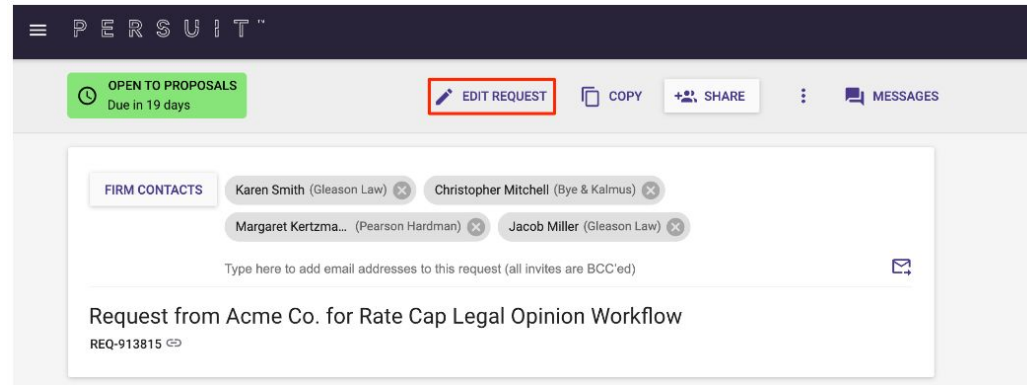 PERSUIT™
OPEN TO PROPOSALS
Due in 19 days
EDIT REQUEST
COPY
SHARE
MESSAGES
FIRM CONTACTS
Karen Smith (Gleason Law)
Christopher Mitchell (Bye & Kalmus)
Margaret Kertzma... (Pearson Hardman)
Jacob Miller (Gleason Law)
Type here to add email addresses to this request (all invites are BCC'ed)
Request from Acme Co. for Rate Cap Legal Opinion Workflow
REQ-913815